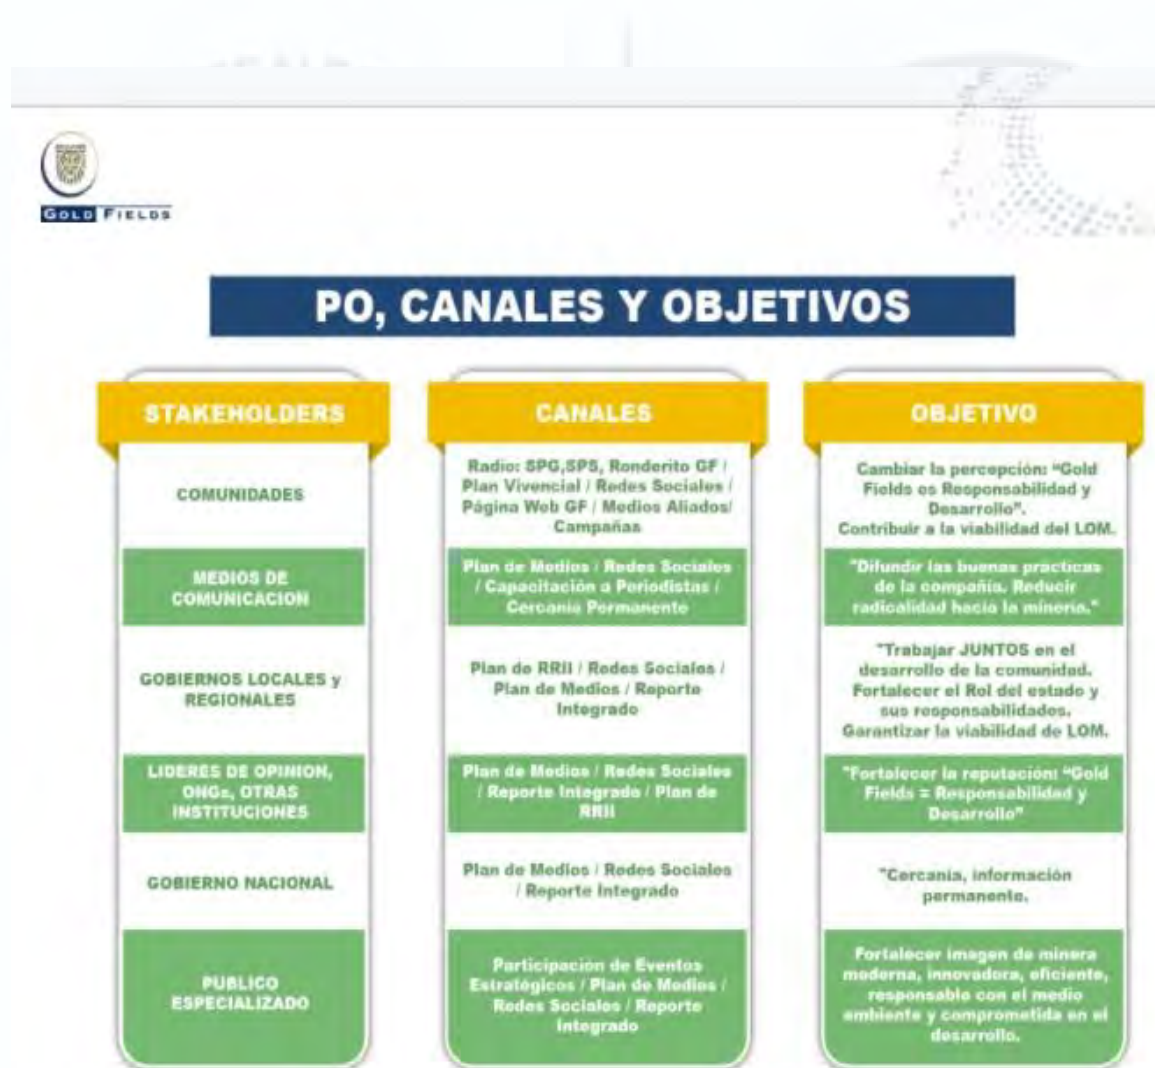 GOLD FIELDS
PO, CANALES Y OBJETIVOS
STAKEHOLDERS
CANALES
OBJETIVO
COMUNIDADES
Radio: SPG,SPS, Ronderito GF /
Plan Vivencial / Redes Sociales /
Página Web GF / Medios Aliados/
Campañas
Cambiar la percepción: “Gold
Fields es Responsabilidad y
Desarrollo”.
Contribuir a la viabilidad del LOM.
MEDIOS DE
COMUNICACION
Plan de Medios / Redes Sociales
/ Capacitación a Periodistas /
Cercanía Permanente
"Difundir las buenas prácticas
de la compañía. Reducir
radicalidad hacia la minería."
GOBIERNOS LOCALES y
REGIONALES
Plan de RRII / Redes Sociales /
Plan de Medios / Reporte
Integrado
"Trabajar JUNTOS en el
desarrollo de la comunidad.
Fortalecer el Rol del estado y
sus responsabilidades.
Garantizar la viabilidad de LOM.
LIDERES DE OPINION,
ONGs, OTRAS
INSTITUCIONES
Plan de Medios / Redes Sociales
/ Reporte Integrado / Plan de
RRII
"Fortalecer la reputación: “Gold
Fields = Responsabilidad y
Desarrollo”
GOBIERNO NACIONAL
Plan de Medios / Redes Sociales
/ Reporte Integrado
"Cercanía, información
permanente.
PUBLICO
ESPECIALIZADO
Participación de Eventos
Estratégicos / Plan de Medios /
Redes Sociales / Reporte
Integrado
Fortalecer imagen de minera
moderna, innovadora, eficiente,
responsable con el medio
ambiente y comprometida en el
desarrollo.